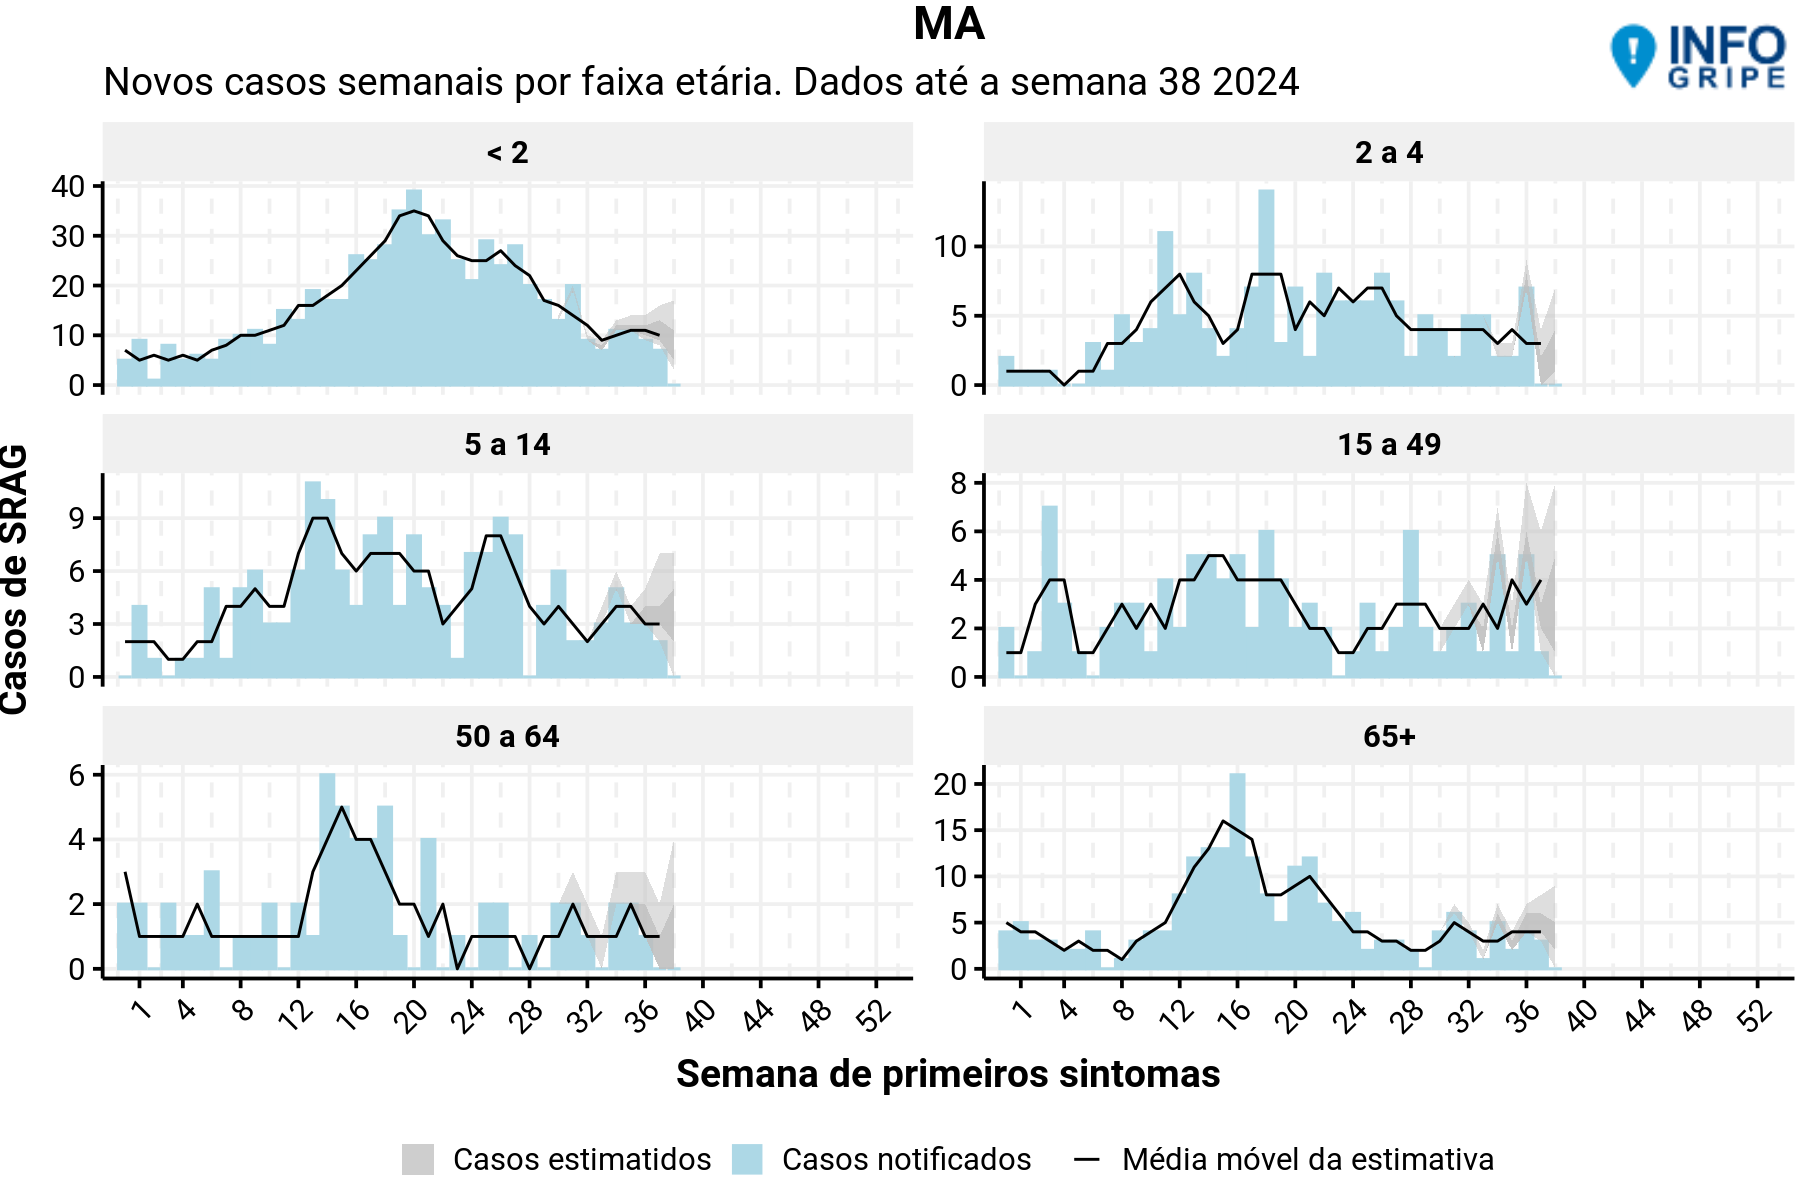 MA
INFO
GRIPE
Novos casos semanais por faixa etária. Dados até a semana 38 2024
< 2
2 a 4
40
30
20
10
0
10
5
0
5 a 14
15 a 49
9
6
3
0
8
6
4
2
0
50 a 64
65+
6
4
2
0
20
15
10
5
0
Casos de SRAG
1 4 8 12 16 20 24 28 32 36 40 44 48 52
1 4 8 12 16 20 24 28 32 36 40 44 48 52
Semana de primeiros sintomas
Casos estimatidos
Casos notificados
Média móvel da estimativa